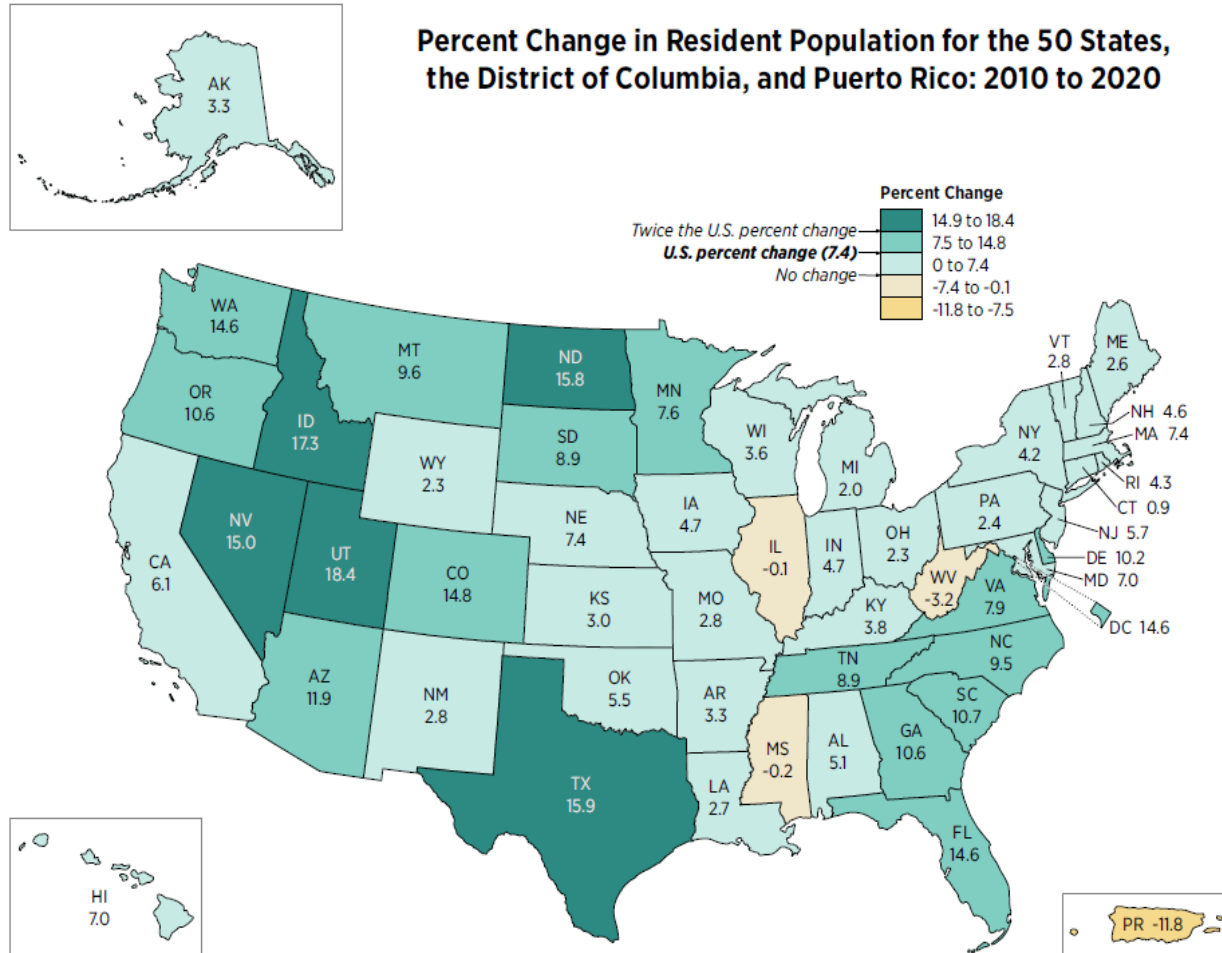 Percent Change in Resident Population for the 50 States,
the District of Columbia, and Puerto Rico: 2010 to 2020
AK
3.3
Percent Change
Twice the U.S. percent change
14.9 to 18.4
U.S. percent change (7.4)
7.5 to 14.8
No change
0 to 7.4
-7.4 to -0.1
-11.8 to -7.5
WA
14.6
MT
9.6
ND
15.8
MN
7.6
VT
2.8
ME
2.6
OR
10.6
ID
17.3
SD
8.9
WI
3.6
MI
2.0
NY
4.2
NH 4.6
MA 7.4
RI 4.3
CT 0.9
NJ 5.7
DE 10.2
MD 7.0
DC 14.6
WY
2.3
IA
4.7
NE
7.4
PA
2.4
NV
15.0
UT
18.4
CA
6.1
CO
14.8
IL
-0.1
IN
4.7
OH
2.3
WV
-3.2
VA
7.9
KS
3.0
MO
2.8
KY
3.8
NC
9.5
TN
8.9
AZ
11.9
NM
2.8
OK
5.5
AR
3.3
SC
10.7
MS
-0.2
AL
5.1
GA
10.6
TX
15.9
LA
2.7
FL
14.6
HI
7.0
PR -11.8